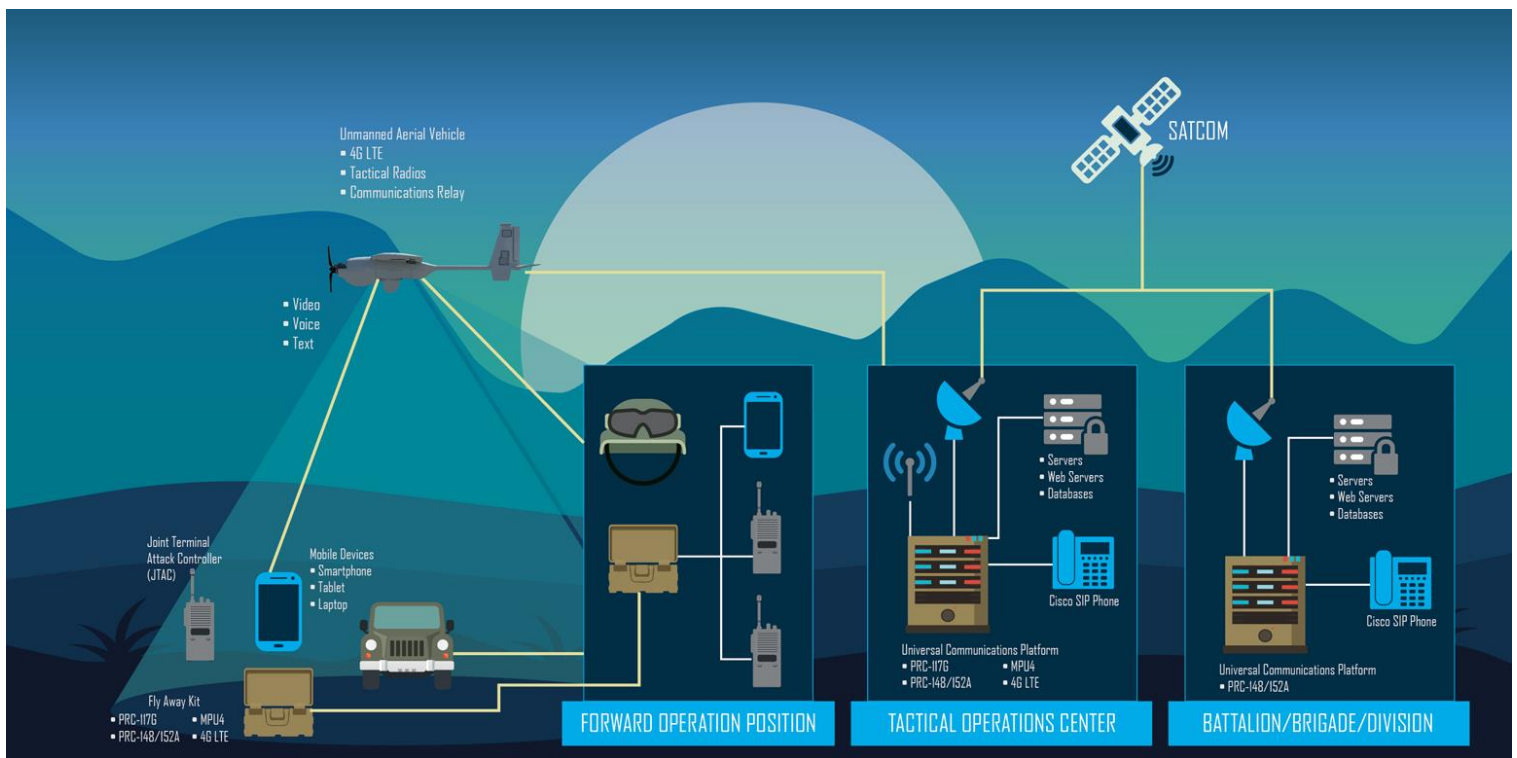 Unmanned Aerial Vehicle
▪ 4G LTE
▪ Tactical Radios
▪ Communications Relay
SATCOM
▪ Video
▪ Voice
▪ Text
Joint Terminal
Attack Controller
(JTAC)
Mobile Devices
▪ Smartphone
▪ Tablet
▪ Laptop
Fly Away Kit
▪ PRC-117G ▪ MPU4
▪ PRC-148/152A ▪ 4G LTE
FORWARD OPERATION POSITION
▪ Servers
▪ Web Servers
▪ Databases
Cisco SIP Phone
Universal Communications Platform
▪ PRC-117G ▪ MPU4
▪ PRC-148/152A ▪ 4G LTE
TACTICAL OPERATIONS CENTER
▪ Servers
▪ Web Servers
▪ Databases
Cisco SIP Phone
Universal Communications Platform
▪ PRC-148/152A
BATTALION/BRIGADE/DIVISION